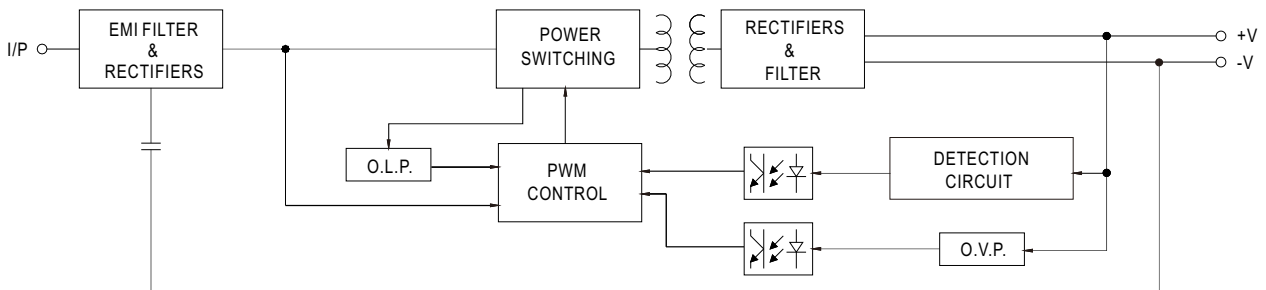 I/P
EMI FILTER
&
RECTIFIERS
POWER
SWITCHING
RECTIFIERS
&
FILTER
+V
-V
O.L.P.
PWM
CONTROL
DETECTION
CIRCUIT
O.V.P.